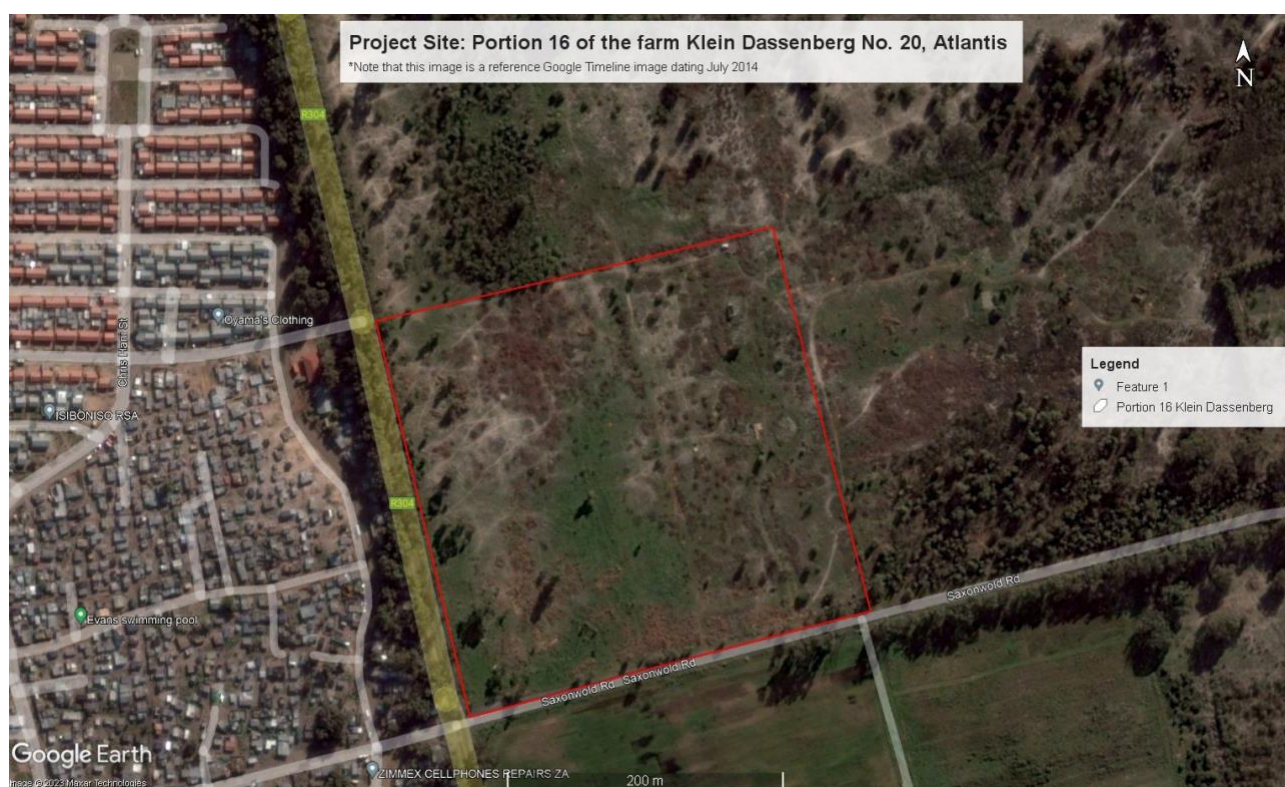 Project Site: Portion 16 of the farm Klein Dassenberg No. 20, Atlantis
*Note that this image is a reference Google Timeline image dating July 2014
N
R304
Oyama's Clothing
Chris Hani St
Legend
Feature 1
Portion 16 Klein Dassenberg
ISIBONISO RSA
R304
Saxonwold Rd
Evans swimming pool
Saxonwold Rd
Saxonwold Rd
Google Earth
ZIMMEX CELLPHONES REPAIRS ZA
200 m
Image ©2023 Maxar Technologies